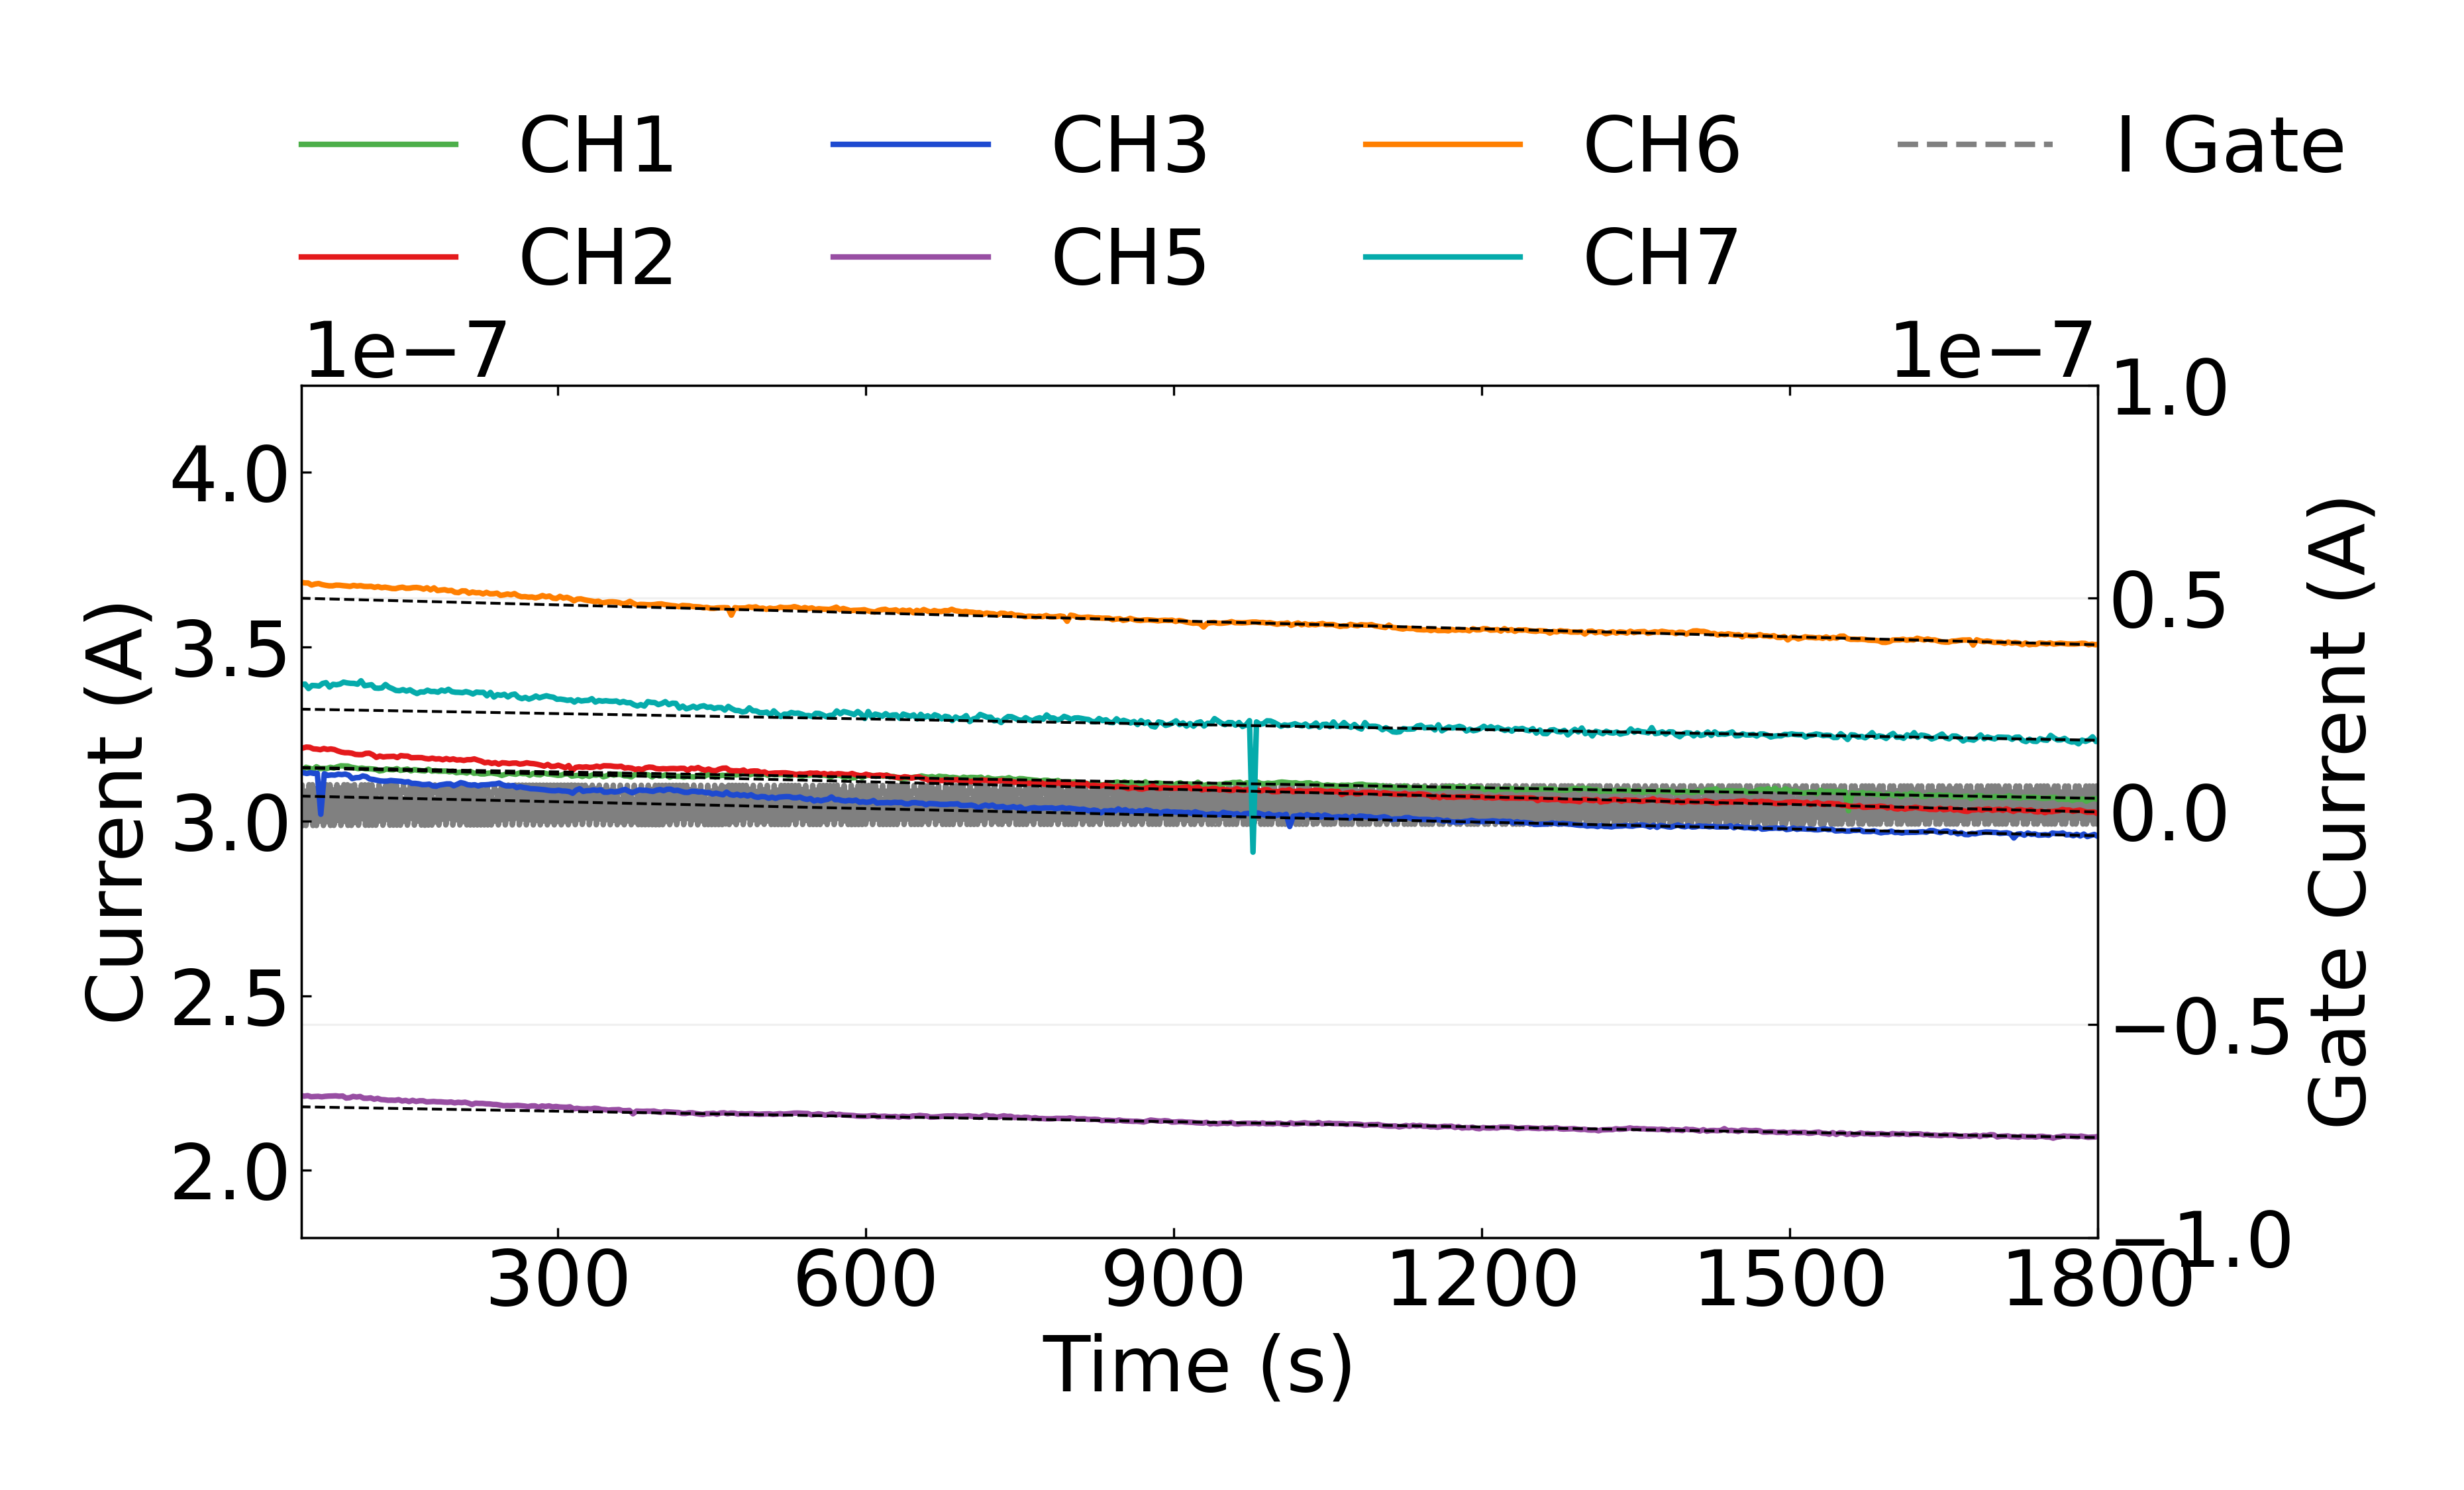 CH1 CH3 CH6 I Gate
CH2 CH5 CH7
1e−7 1e−7
4.0
3.5
3.0
2.5
2.0
Current (A)
1.0
0.5
0.0
−0.5
−1.0
Gate Current (A)
300 600 900 1200 1500 1800
Time (s)